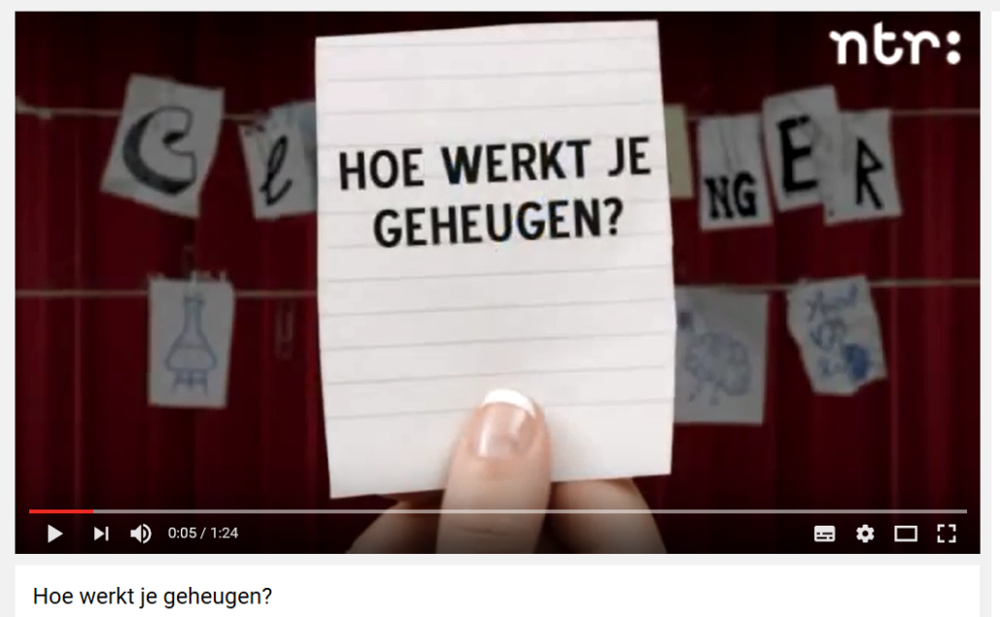 ntr:
C l NG E R
HOE WERKT JE
GEHEUGEN?
0:05 / 1:24
Hoe werkt je geheugen?